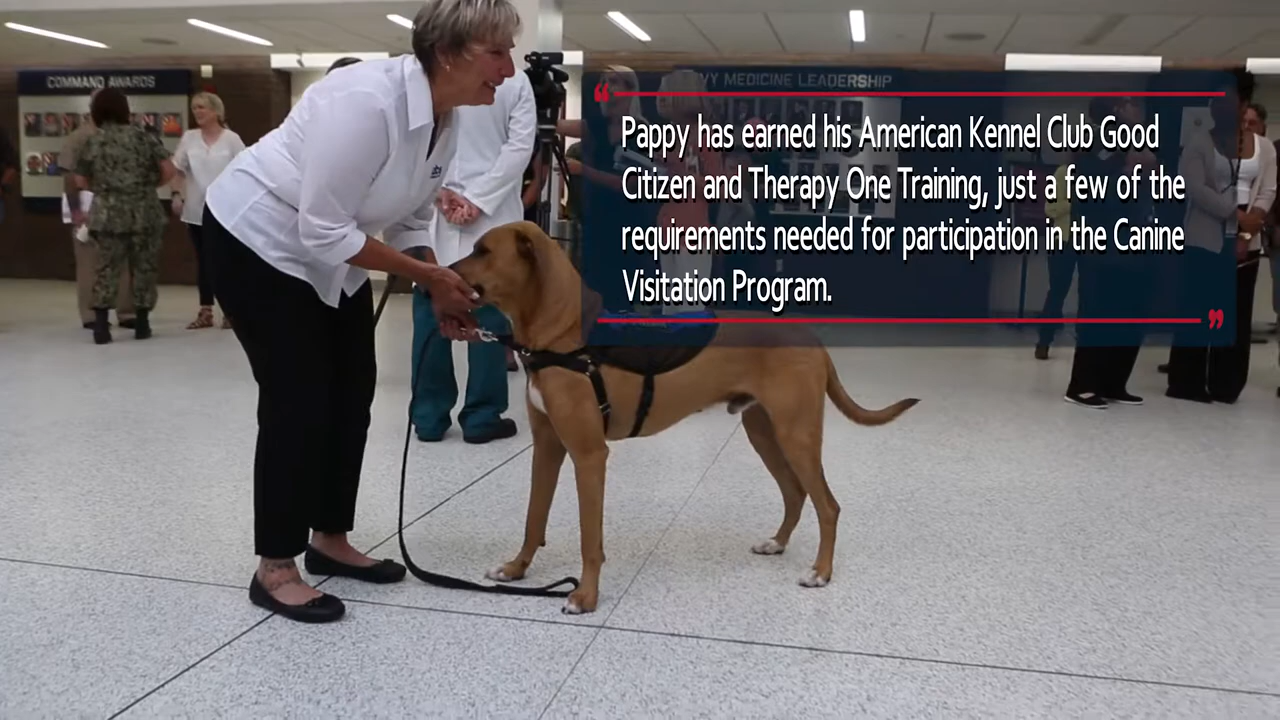 COMMAND AWARDS
VY MEDICINE LEADERSHIP
“
Pappy has earned his American Kennel Club Good
Citizen and Therapy One Training, just a few of the
requirements needed for participation in the Canine
Visitation Program.
”